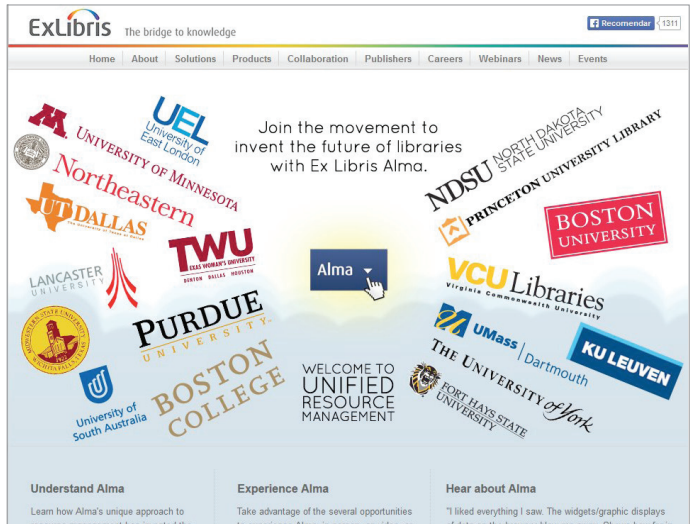 ExLibris The bridge to knowledge
Recomendar 1311
Home About Solutions Products Collaboration Publishers Careers Webinars News Events
Join the movement to
invent the future of libraries
with Ex Libris Alma.
M
UNIVERSITY OF MINNESOTA
UEL
University of
East London
Northeastern
UT DALLAS
The University of Texas at Dallas
TWU
TEXAS WOMAN'S UNIVERSITY
DENTON DALLAS HOUSTON
LANCASTER
UNIVERSITY
PURDUE
UNIVERSITY
MIDWESTERN STATE UNIVERSITY
WICHITA FALLS, TEXAS
BOSTON
COLLEGE
University of
South Australia
Alma
WELCOME TO
UNIFIED
RESOURCE
MANAGEMENT
NDSU NORTH DAKOTA
STATE UNIVERSITY
PRINCETON UNIVERSITY LIBRARY
BOSTON
UNIVERSITY
VCU Libraries
Virginia Commonwealth University
UMass Dartmouth
KU LEUVEN
THE UNIVERSITY of York
FORT HAYS STATE
UNIVERSITY
Understand Alma
Learn how Alma's unique approach to
Experience Alma
Take advantage of the several opportunities
Hear about Alma
"I liked everything I saw. The widgets/graphic displays